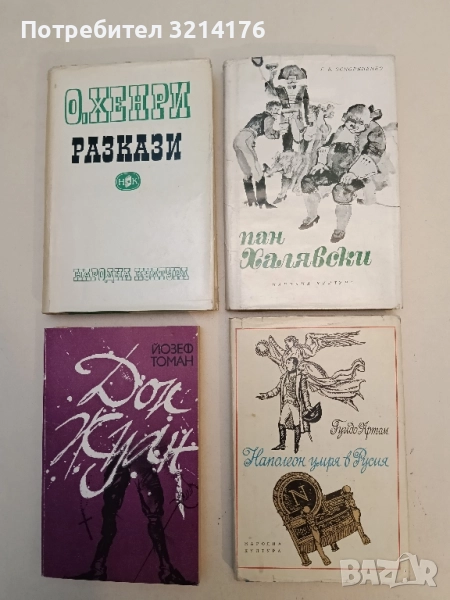 Потребител 3214176
О. ХЕНРИ
РАЗКАЗИ
НК
НАРОДНА КУЛТУРА
пан
Халявски
НАРОДНА КУЛТУРА
ЙОЗЕФ
ТОМАН
Дон
Жуан
Гуидо Артом
Наполеон умря в Русия
N
НАРОДНА
КУЛТУРА
BAZAR